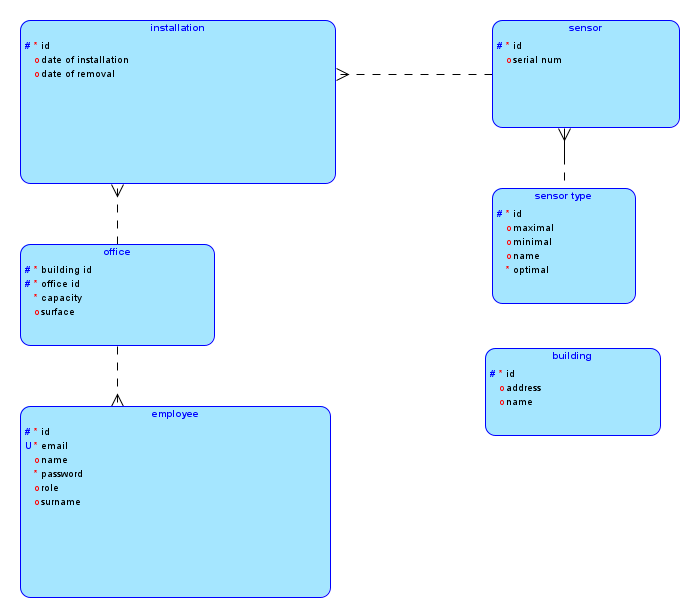 installation
# * id
o date of installation
o date of removal
sensor
# * id
o serial num
sensor type
# * id
o maximal
o minimal
o name
* optimal
office
# * building id
# * office id
* capacity
o surface
building
# * id
o address
o name
employee
# * id
U * email
o name
* password
o role
o surname